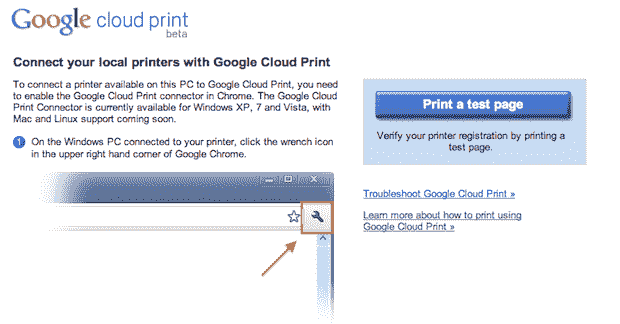 Google cloud print
beta
Connect your local printers with Google Cloud Print
To connect a printer available on this PC to Google Cloud Print, you need
to enable the Google Cloud Print connector in Chrome. The Google Cloud
Print Connector is currently available for Windows XP, 7 and Vista, with
Mac and Linux support coming soon.
1 On the Windows PC connected to your printer, click the wrench icon
in the upper right hand corner of Google Chrome.
Print a test page
Verify your printer registration by printing a
test page.
Troubleshoot Google Cloud Print »
Learn more about how to print using
Google Cloud Print »